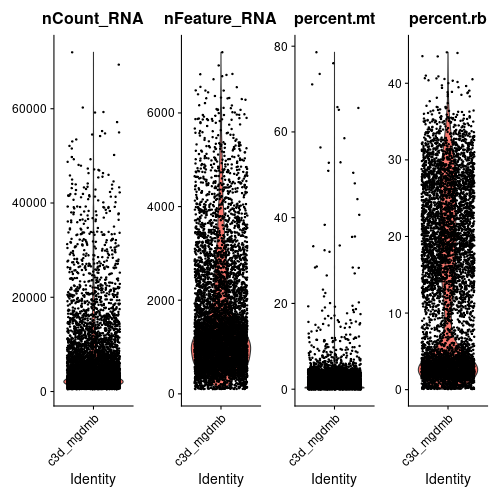 nCount_RNA
0
20000
40000
60000
c3d_mgdmb
Identity
nFeature_RNA
0
2000
4000
6000
c3d_mgdmb
Identity
percent.mt
0
20
40
60
80
c3d_mgdmb
Identity
percent.rb
0
10
20
30
40
c3d_mgdmb
Identity